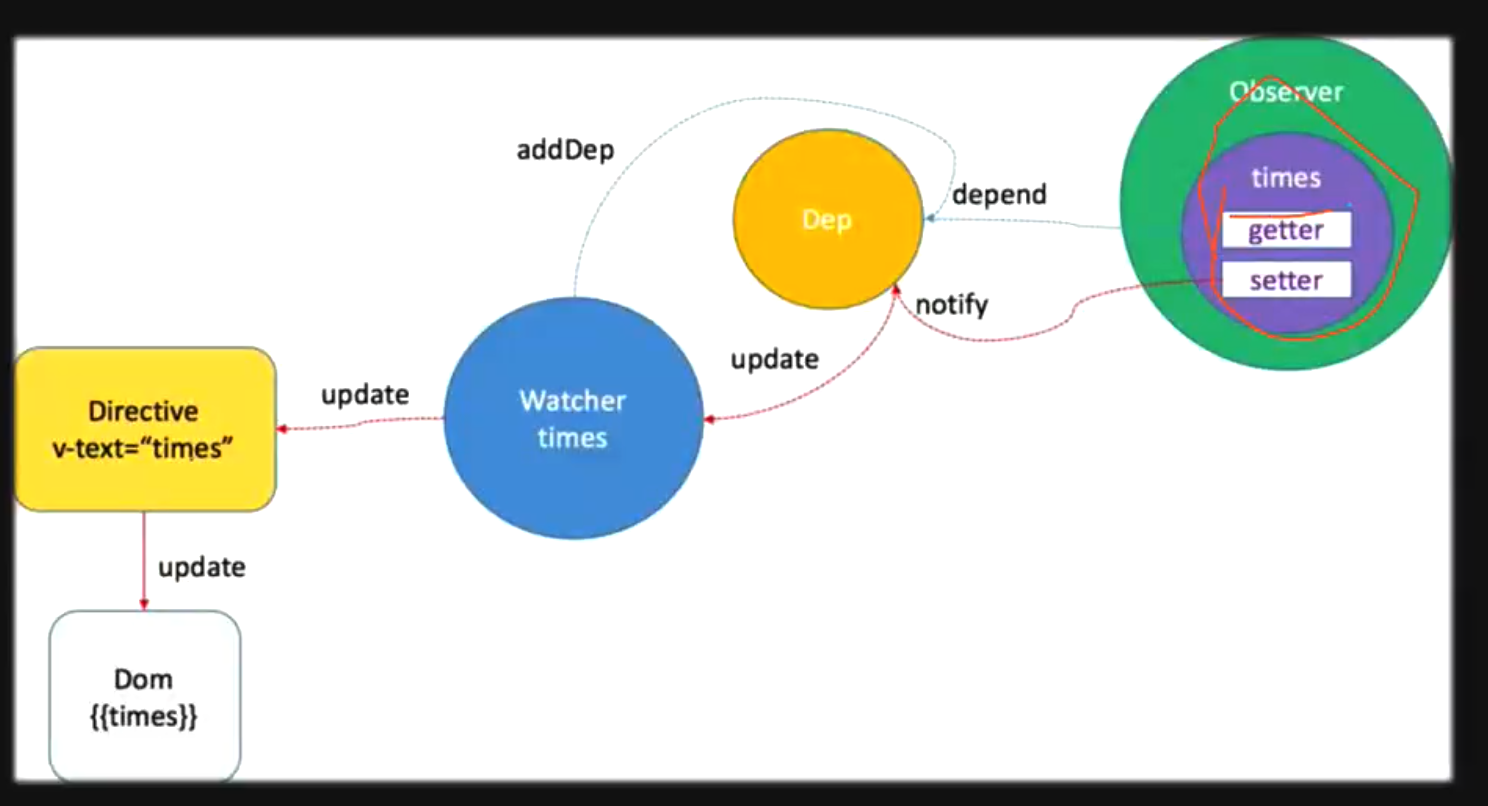 Observer
addDep
times
depend
Dep
getter
setter
notify
update
update
Watcher
times
Directive
v-text=“times”
update
Dom
{{times}}